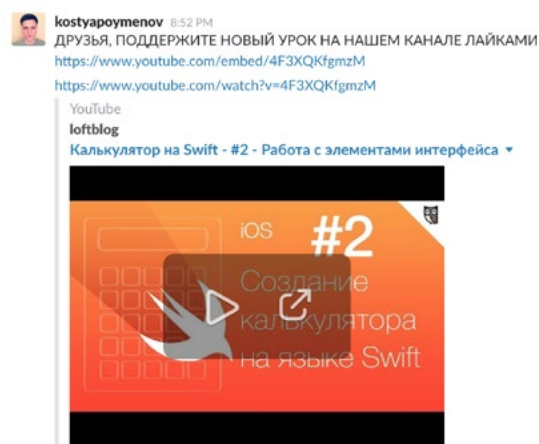 kostyapoymenov 8:52 PM
ДРУЗЬЯ, ПОДДЕРЖИТЕ НОВЫЙ УРОК НА НАШЕМ КАНАЛЕ ЛАЙКАМИ
https://www.youtube.com/embed/4F3XQKfgmzM
https://www.youtube.com/watch?v=4F3XQKfgmzM
YouTube
loftblog
Калькулятор на Swift - #2 - Работа с элементами интерфейса
iOS #2
Создание
калькулятора
на языке Swift